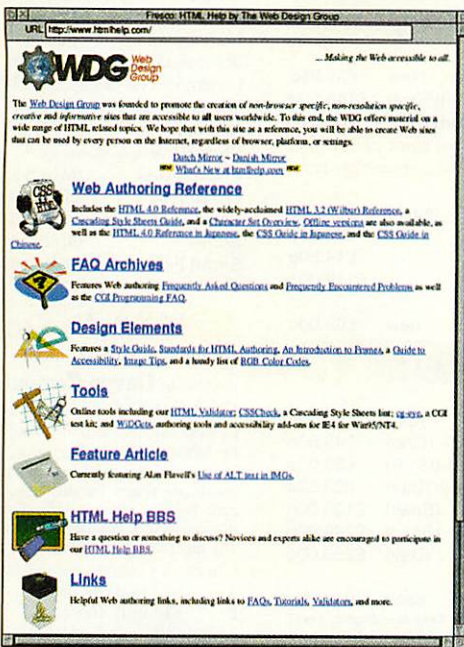 Fresco: HTML Help by The Web Design Group
URL http://www.htmlhelp.com/
WDG Web
Design
Group
... Making the Web accessible to all.
The Web Design Group was founded to promote the creation of non-browser specific, non-resolution specific,
creative and informative sites that are accessible to all users worldwide. To this end, the WDG offers material on a
wide range of HTML related topics. We hope that with this site as a reference, you will be able to create Web sites
that can be used by every person on the Internet, regardless of browser, platform, or settings.
Dutch Mirror ~ Danish Mirror
NEW What's New at htmlhelp.com NEW
CSS
HTML
Web Authoring Reference
Includes the HTML 4.0 Reference, the widely-acclaimed HTML 3.2 (Wilbur) Reference, a
Cascading Style Sheets Guide, and a Character Set Overview. Offline versions are also available, as
well as the HTML 4.0 Reference in Japanese, the CSS Guide in Japanese, and the CSS Guide in
Chinese.
?
FAQ Archives
Features Web authoring Frequently Asked Questions and Frequently Encountered Problems as well
as the CGI Programming FAQ.
Design Elements
Features a Style Guide, Standards for HTML Authoring, An Introduction to Frames, a Guide to
Accessibility, Image Tips, and a handy list of RGB Color Codes.
Tools
Online tools including our HTML Validator; CSSCheck, a Cascading Style Sheets lint; cg-eye, a CGI
test kit; and WiDGets, authoring tools and accessibility add-ons for IE4 for Win95/NT4.
Feature Article
Currently featuring Alan Flavell's Use of ALT text in IMGs.
HTML Help BBS
Have a question or something to discuss? Novices and experts alike are encouraged to participate in
our HTML Help BBS.
Links
Helpful Web authoring links, including links to FAQs, Tutorials, Validators, and more.